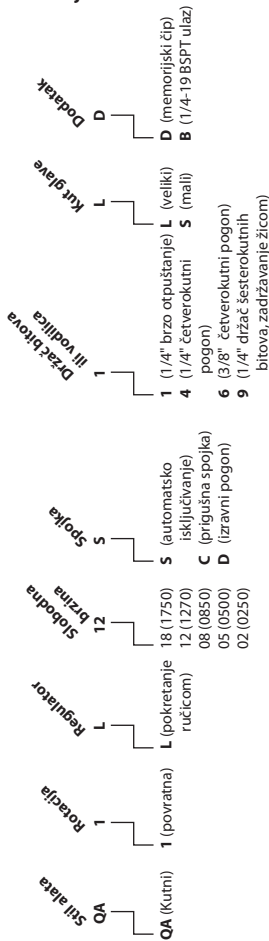 Stil alata
QA
QA (Kutni)
Rotacija
1
1 (povratna)
Regulator
L
L (pokretanje
ručicom)
Slobodna
brzina
12
18 (1750)
12 (1270)
08 (0850)
05 (0500)
02 (0250)
Spojka
S
S (automatsko
isključivanje)
C (prigušna spojka)
D (izravni pogon)
Držač bitova
ili vodilica
1
1 (1/4" brzo otpuštanje)
4 (1/4" četverokutni
pogon)
6 (3/8" četverokutni pogon)
9 (1/4" držač šesterokutnih
bitova, zadržavanje žicom)
Kut glave
L
L (veliki)
S (mali)
Dodatak
D
D (memorijski čip)
B (1/4-19 BSPT ulaz)